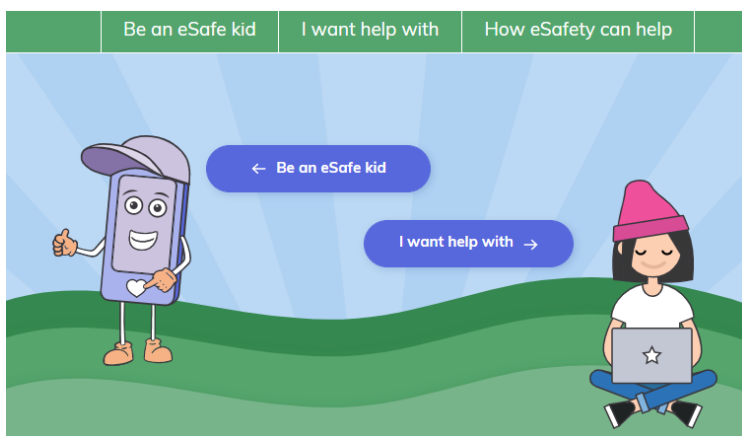 Be an eSafe kid
I want help with
How eSafety can help
← Be an eSafe kid
I want help with →